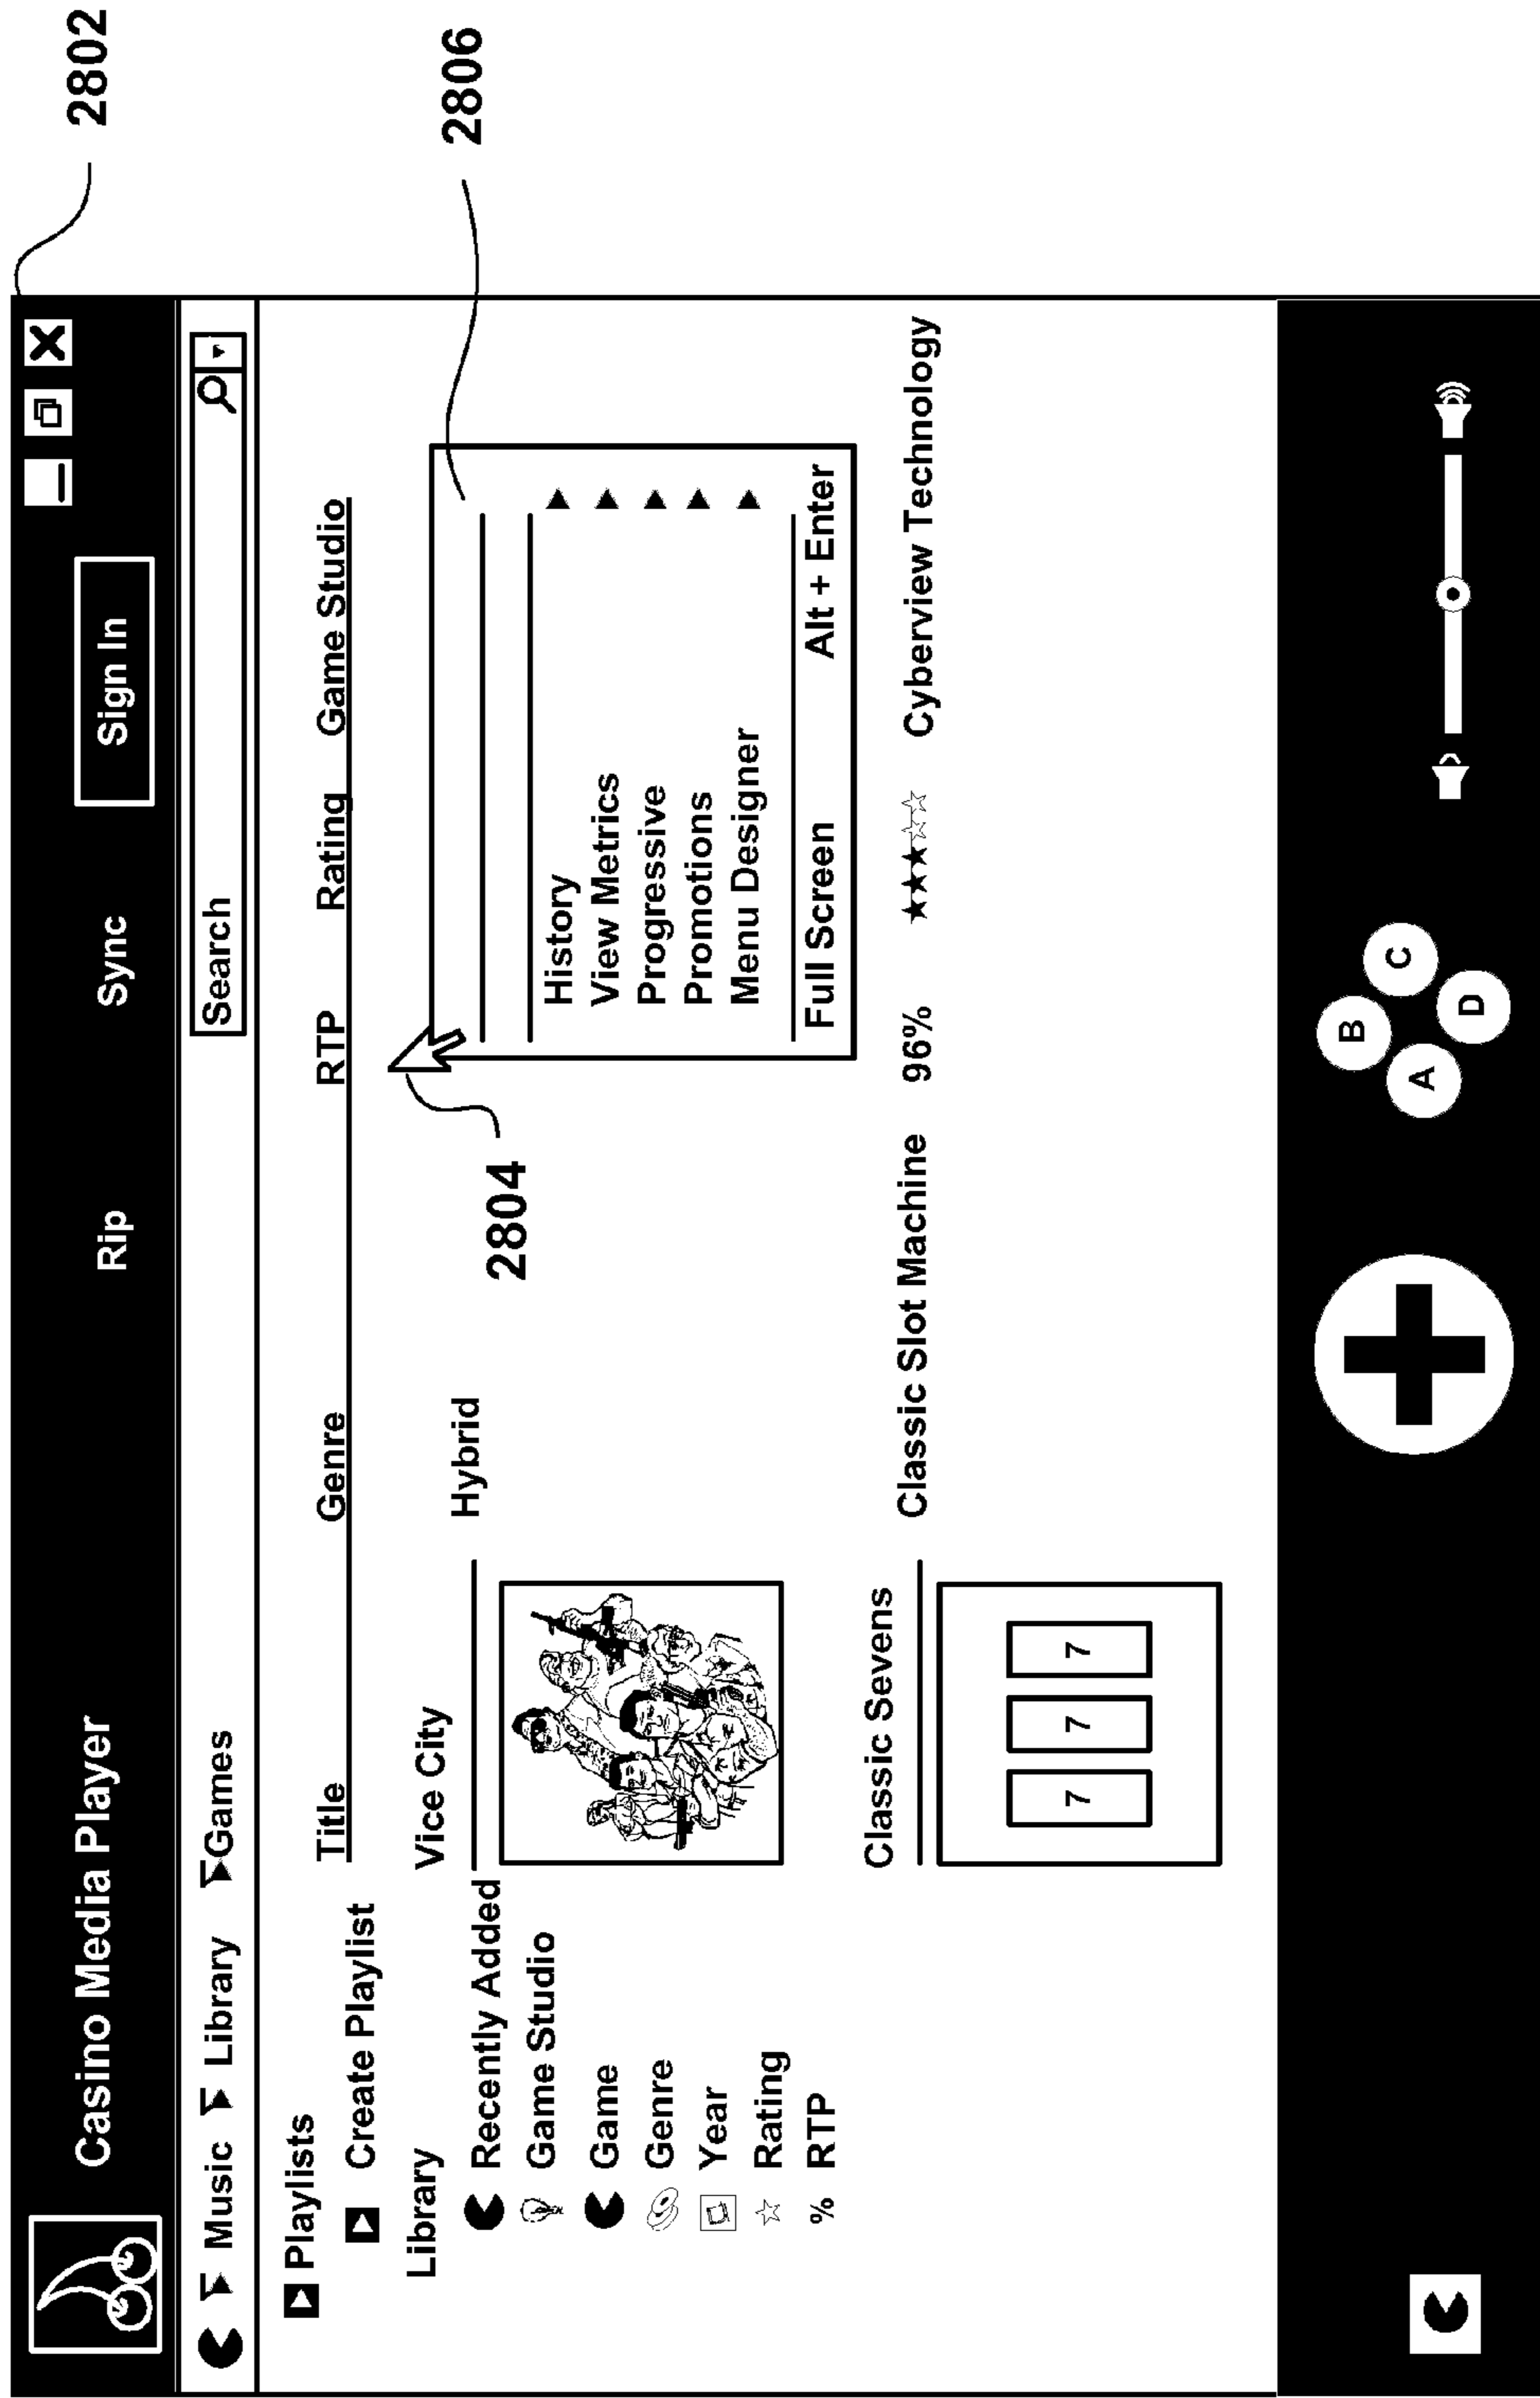 2802
Casino Media Player
Rip
Sync
Sign In
Music
Library
Games
Search
Playlists
Create Playlist
Library
Recently Added
Game Studio
Game
Genre
Year
Rating
% RTP
Title
Genre
RTP
Rating
Game Studio
Vice City
Hybrid
2804
2806
History
View Metrics
Progressive
Promotions
Menu Designer
Full Screen Alt + Enter
Classic Sevens
Classic Slot Machine
96%
Cyberview Technology
7 7 7
A
B
C
D